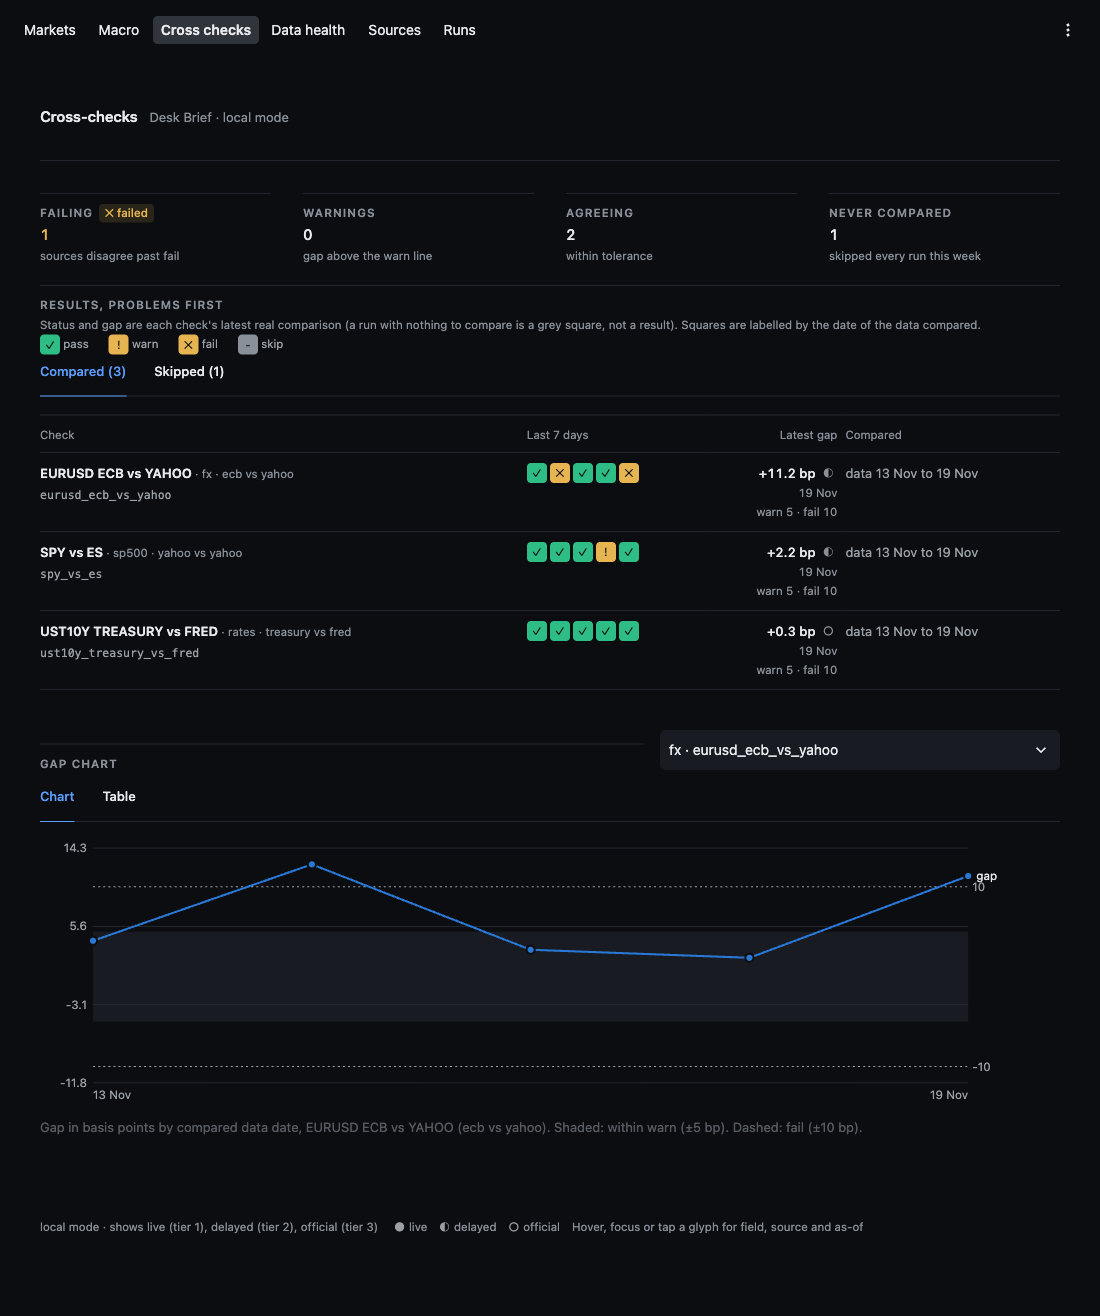 Markets Macro Cross checks Data health Sources Runs
Cross-checks Desk Brief · local mode
FAILING failed
1
sources disagree past fail
WARNINGS
0
gap above the warn line
AGREEING
2
within tolerance
NEVER COMPARED
1
skipped every run this week
RESULTS, PROBLEMS FIRST
Status and gap are each check's latest real comparison (a run with nothing to compare is a grey square, not a result). Squares are labelled by the date of the data compared.
✓ pass ! warn ✕ fail - skip
Compared (3) Skipped (1)
Check Last 7 days Latest gap Compared
EURUSD ECB vs YAHOO · fx · ecb vs yahoo +11.2 bp data 13 Nov to 19 Nov
eurusd_ecb_vs_yahoo 19 Nov
warn 5 · fail 10
SPY vs ES · sp500 · yahoo vs yahoo ! +2.2 bp data 13 Nov to 19 Nov
spy_vs_es 19 Nov
warn 5 · fail 10
UST10Y TREASURY vs FRED · rates · treasury vs fred +0.3 bp data 13 Nov to 19 Nov
ust10y_treasury_vs_fred 19 Nov
warn 5 · fail 10
fx · eurusd_ecb_vs_yahoo
GAP CHART
Chart Table
14.3
gap
10
5.6
-3.1
-10
-11.8
13 Nov 19 Nov
Gap in basis points by compared data date, EURUSD ECB vs YAHOO (ecb vs yahoo). Shaded: within warn (±5 bp). Dashed: fail (±10 bp).
local mode · shows live (tier 1), delayed (tier 2), official (tier 3) live delayed official Hover, focus or tap a glyph for field, source and as-of